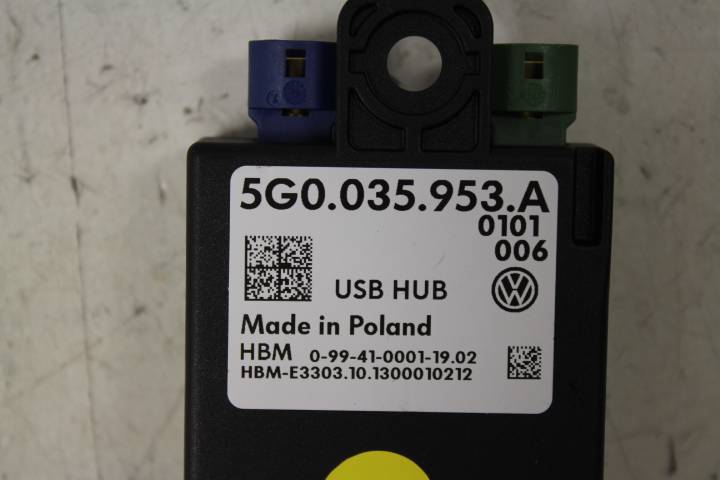 5G0.035.953.A
0101
006
USB HUB
Made in Poland
HBM 0-99-41-0001-19.02
HBM-E3303.10.1300010212